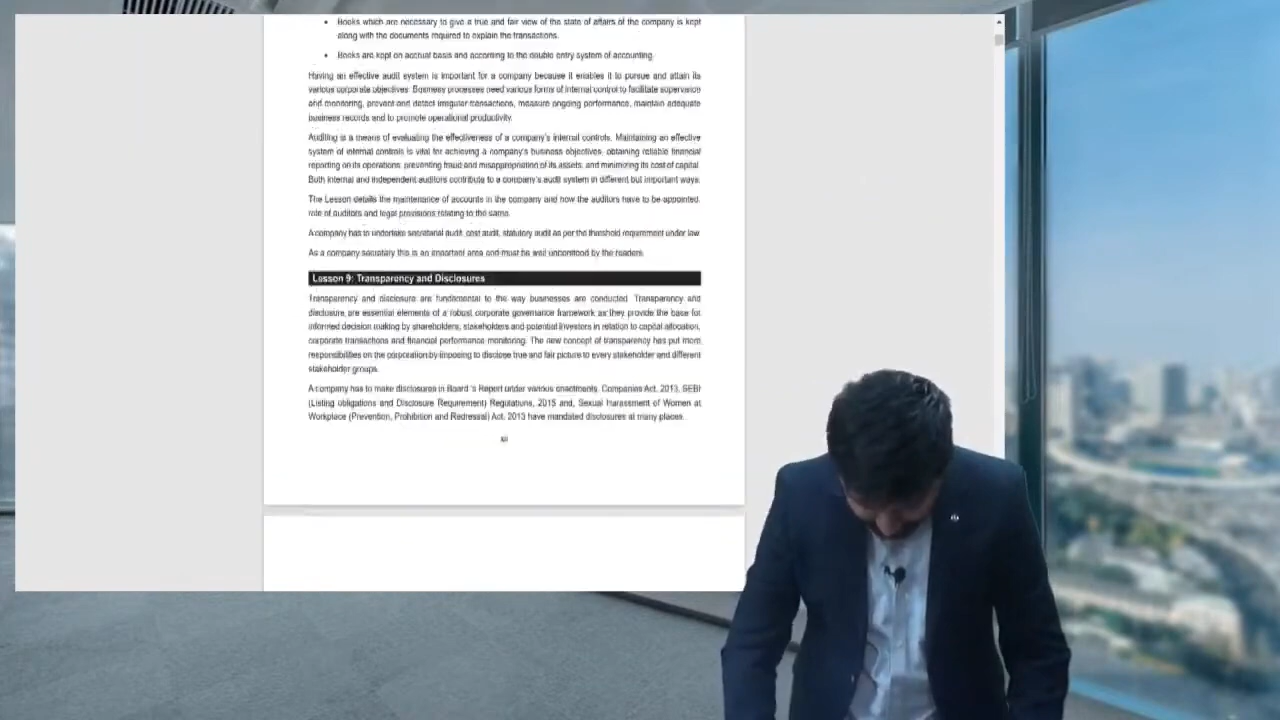 • Books which are necessary to give a true and fair view of the state of affairs of the company is kept
along with the documents required to explain the transactions.
• Books are kept on accrual basis and according to the double entry system of accounting.
Having an effective audit system is important for a company because it enables it to pursue and attain its
various corporate objectives. Business processes need various forms of internal control to facilitate supervision
and monitoring, prevent and detect irregular transactions, measure ongoing performance, maintain adequate
business records and to promote operational productivity.
Auditing is a means of evaluating the effectiveness of a company's internal controls. Maintaining an effective
system of internal controls is vital for achieving a company's business objectives, obtaining reliable financial
reporting on its operations, preventing fraud and misappropriation of its assets, and minimizing its cost of capital.
Both internal and independent auditors contribute to a company's audit system in different but important ways.
The Lesson details the maintenance of accounts in the company and how the auditors have to be appointed,
role of auditors and legal provisions relating to the same.
A company has to undertake secretarial audit, cost audit, statutory audit as per the threshold requirement under law.
As a company secretary this is an important area and must be well understood by the readers.
Lesson 9: Transparency and Disclosures
Transparency and disclosure are fundamental to the way businesses are conducted. Transparency and
disclosure are essential elements of a robust corporate governance framework as they provide the base for
informed decision making by shareholders, stakeholders and potential investors in relation to capital allocation,
corporate transactions and financial performance monitoring. The new concept of transparency has put more
responsibilities on the corporation by imposing to disclose true and fair picture to every stakeholder and different
stakeholder groups.
A company has to make disclosures in Board 's Report under various enactments. Companies Act, 2013, SEBI
(Listing obligations and Disclosure Requirement) Regulations, 2015 and, Sexual Harassment of Women at
Workplace (Prevention, Prohibition and Redressal) Act, 2013 have mandated disclosures at many places.